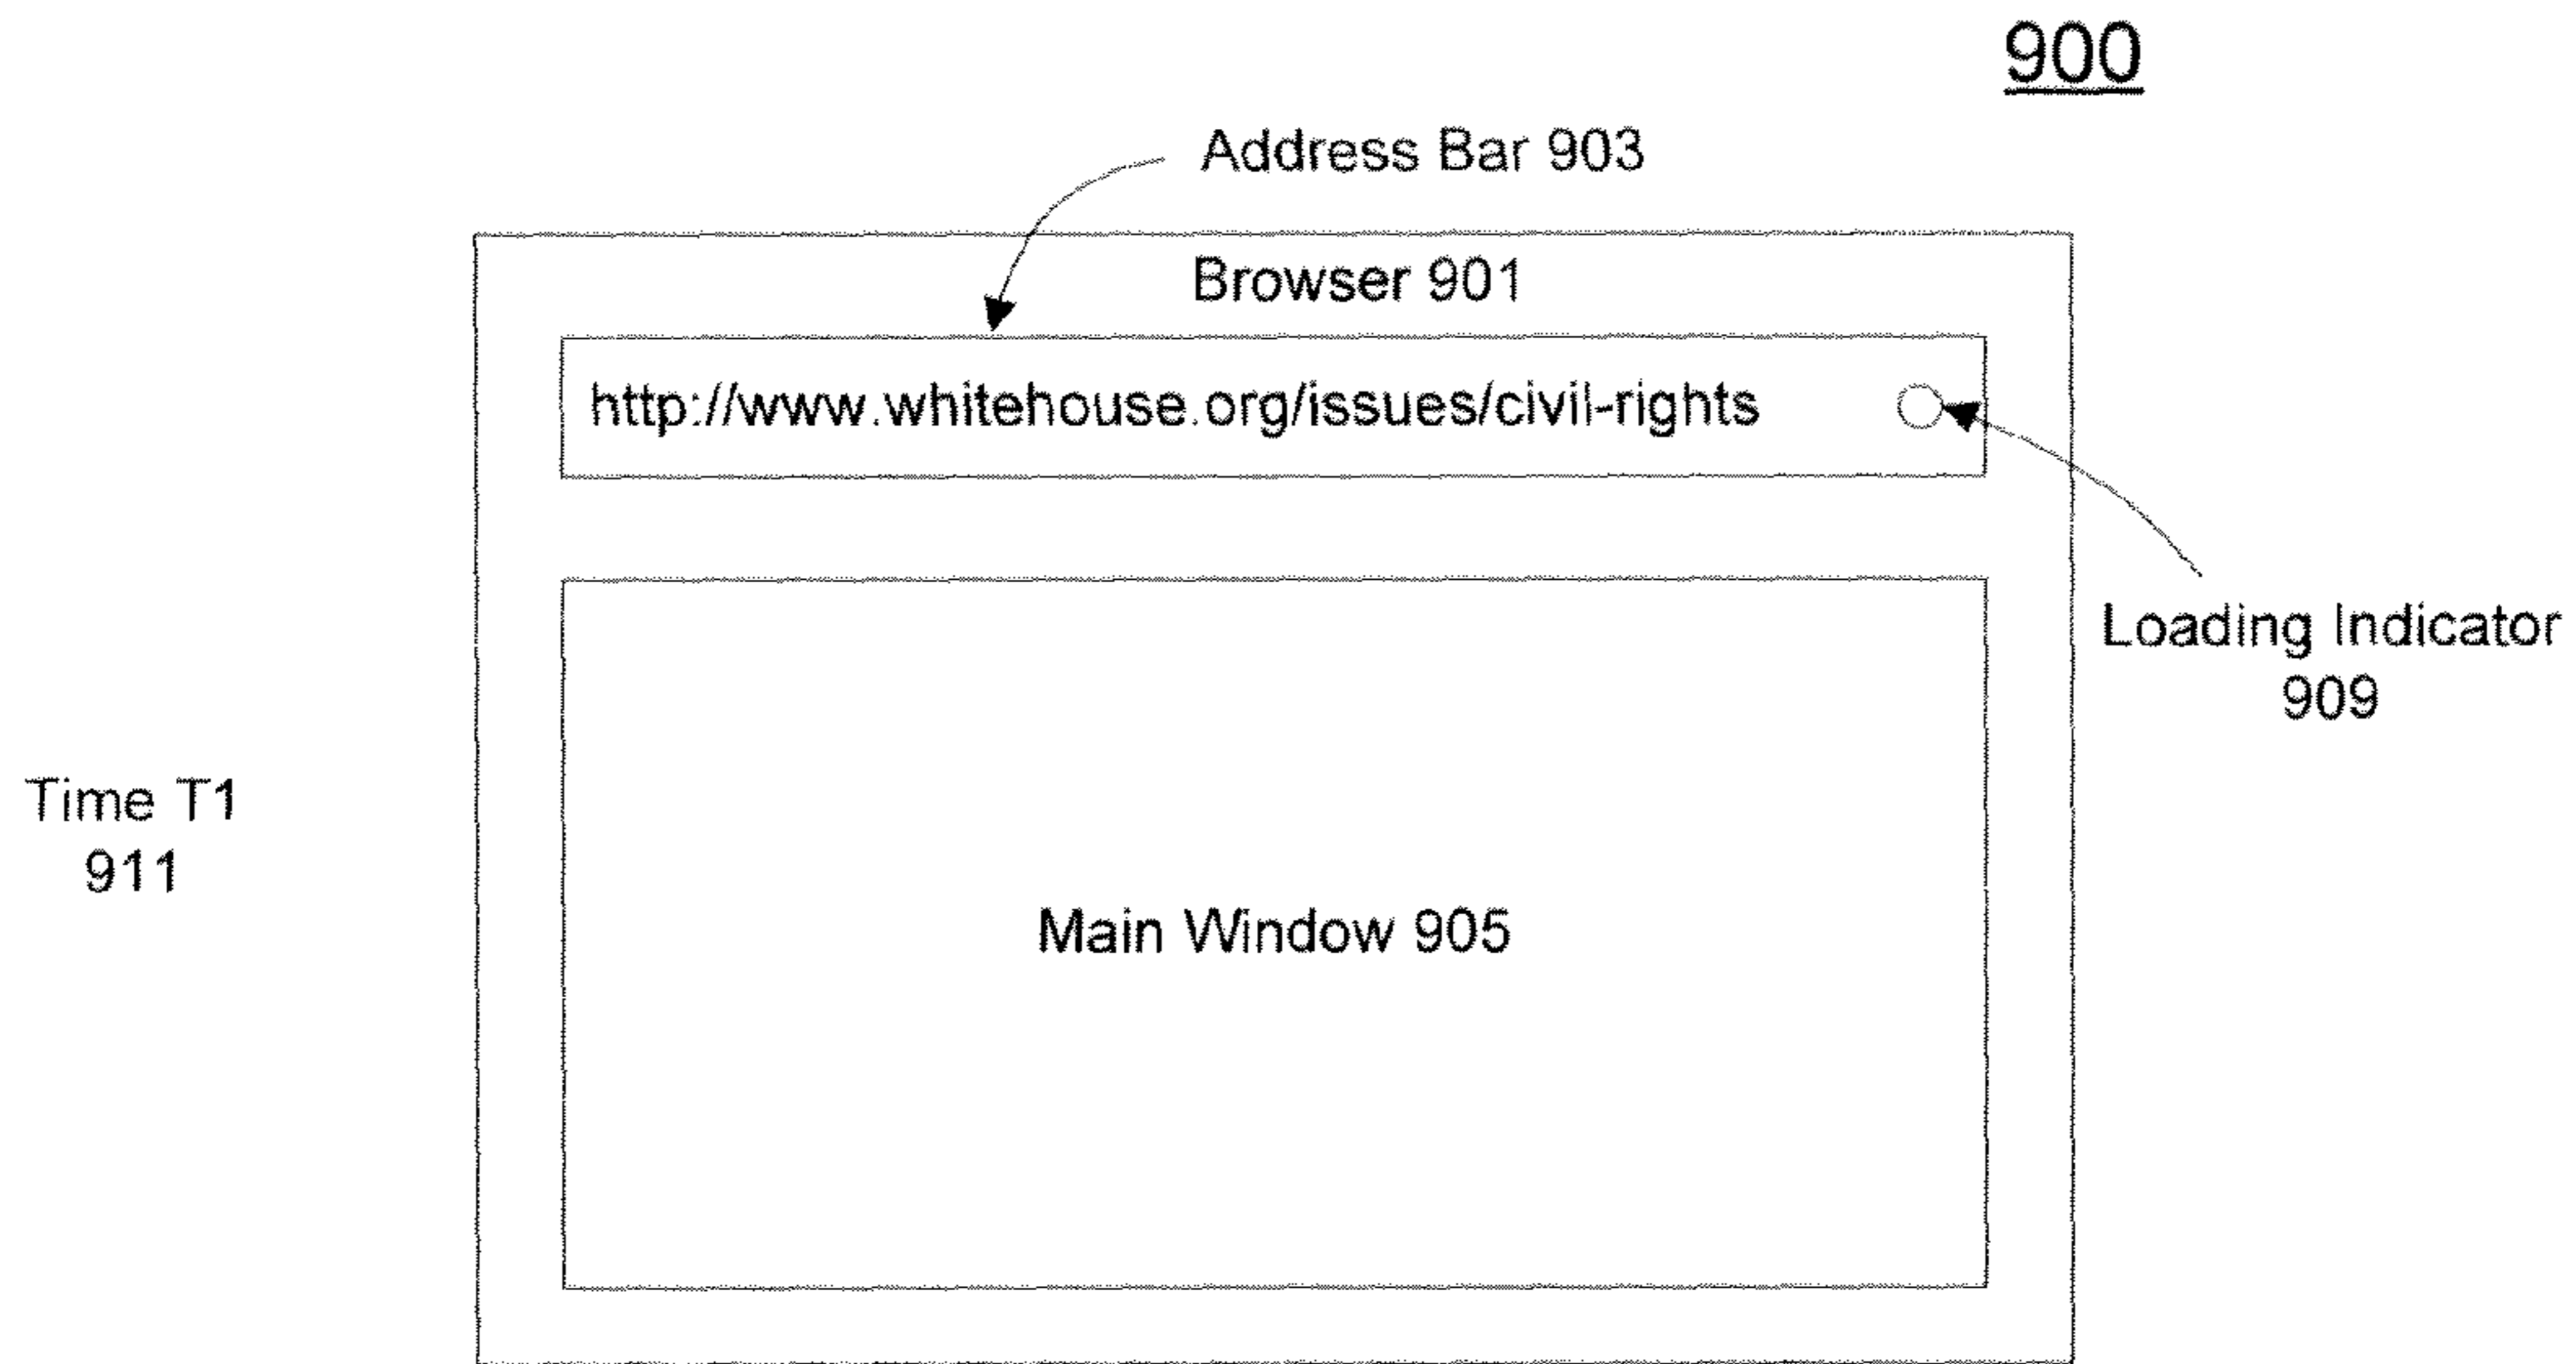 900
Address Bar 903
Browser 901
http://www.whitehouse.org/issues/civil-rights
Loading Indicator
909
Time T1
911
Main Window 905